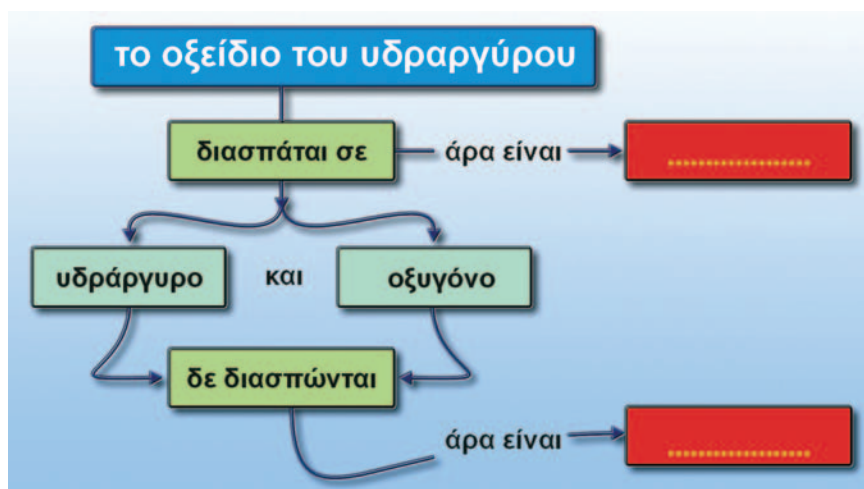 το οξείδιο του υδραργύρου
διασπάται σε
άρα είναι
...................
υδράργυρο
και
οξυγόνο
δε διασπώνται
άρα είναι
...................